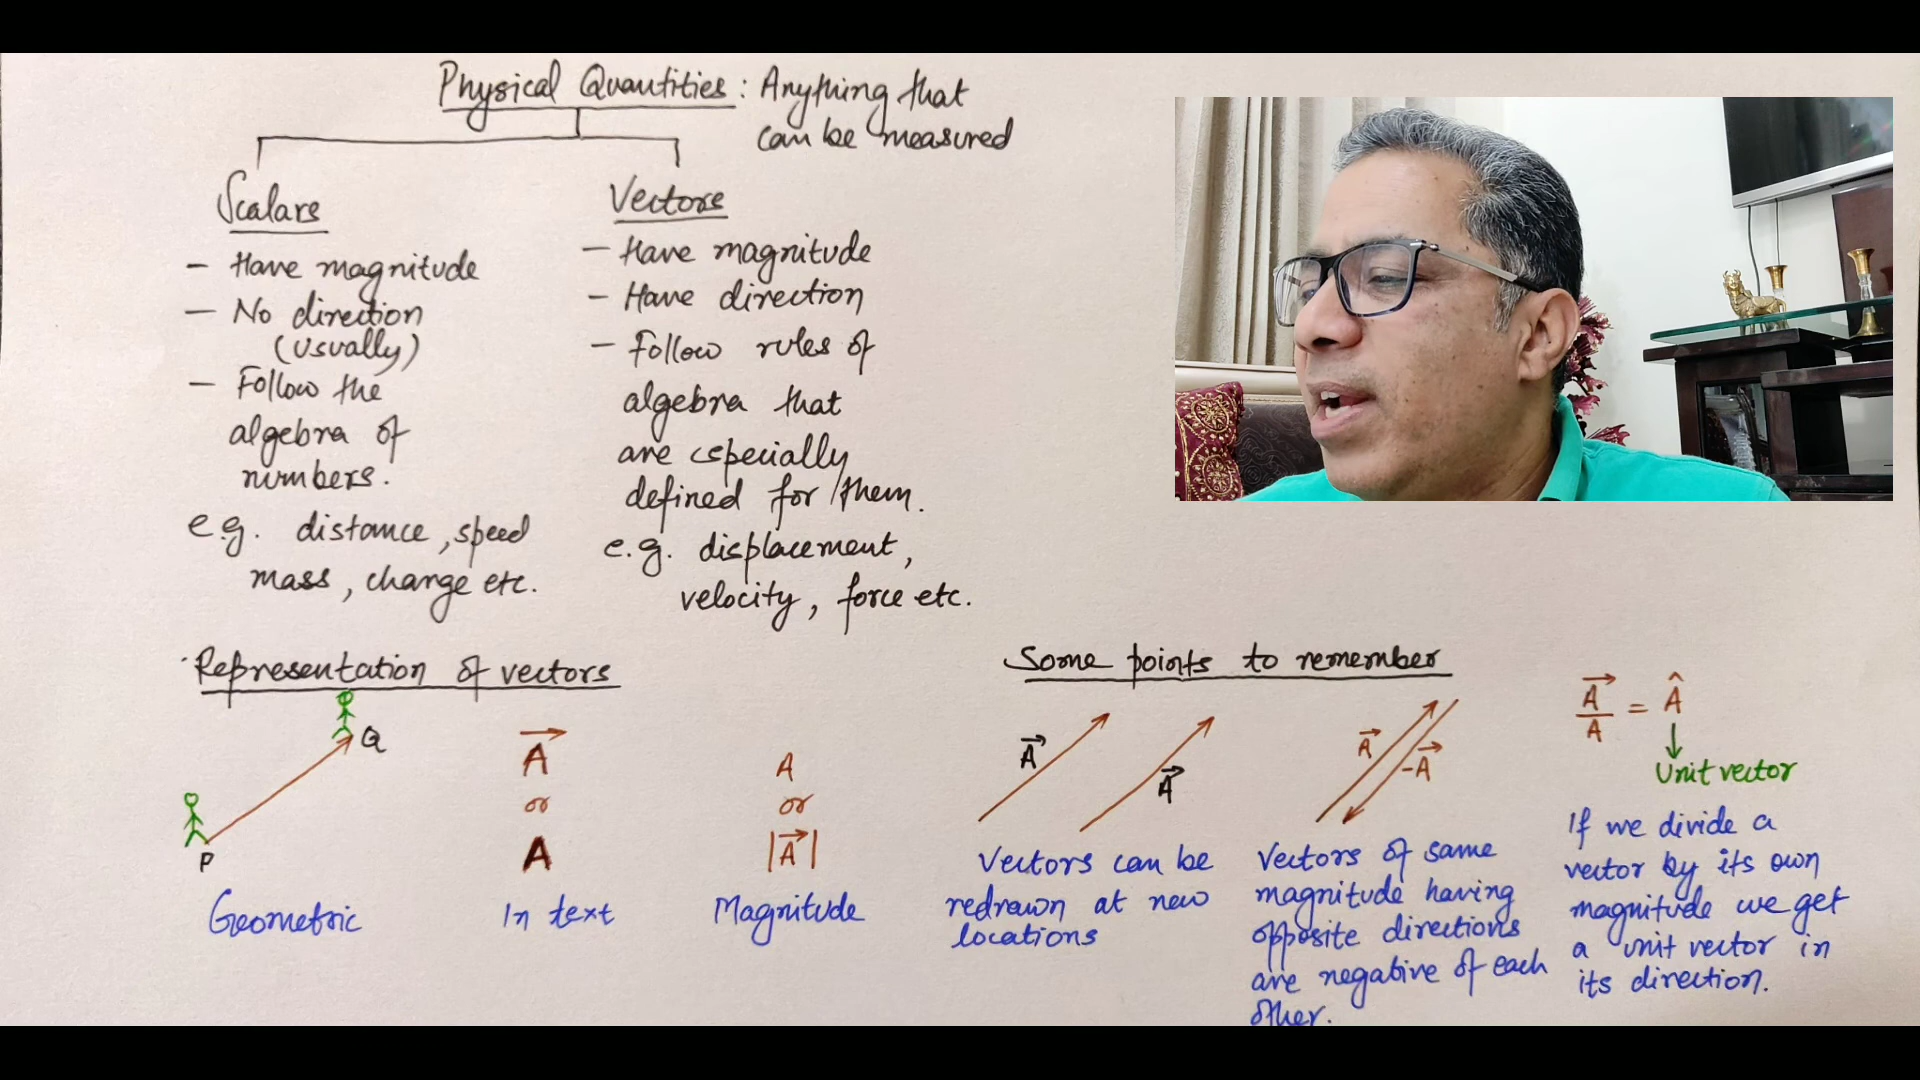 Physical Quantities : Anything that
can be measured
Scalars
– Have magnitude
– No direction
(usually)
– Follow the
algebra of
numbers.
e.g. distance, speed
mass, charge etc.
Vectors
– Have magnitude
– Have direction
– Follow rules of
algebra that
are especially
defined for them.
e.g. displacement,
velocity, force etc.
Representation of vectors
P
Q
Geometric
A⃗
or
A
In text
A
or
|A⃗|
Magnitude
Some points to remember
A⃗
A⃗
Vectors can be
redrawn at new
locations
A⃗
-A⃗
Vectors of same
magnitude having
opposite directions
are negative of each
other.
A⃗/A = Â
Unit vector
If we divide a
vector by its own
magnitude we get
a unit vector in
its direction.